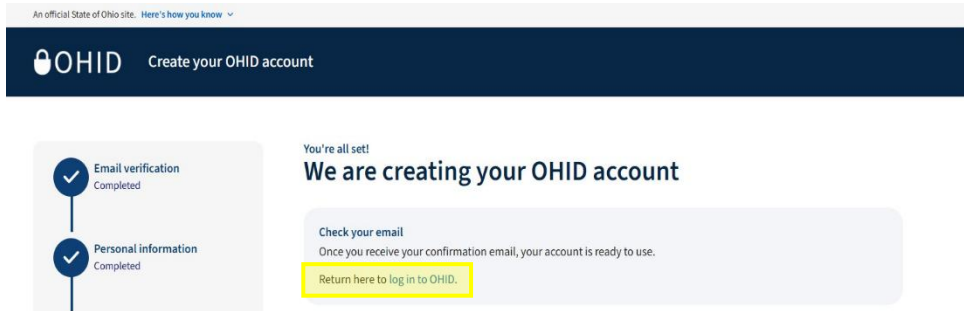 An official State of Ohio site. Here's how you know
OHID Create your OHID account
Email verification
Completed
Personal information
Completed
You're all set!
We are creating your OHID account
Check your email
Once you receive your confirmation email, your account is ready to use.
Return here to log in to OHID.